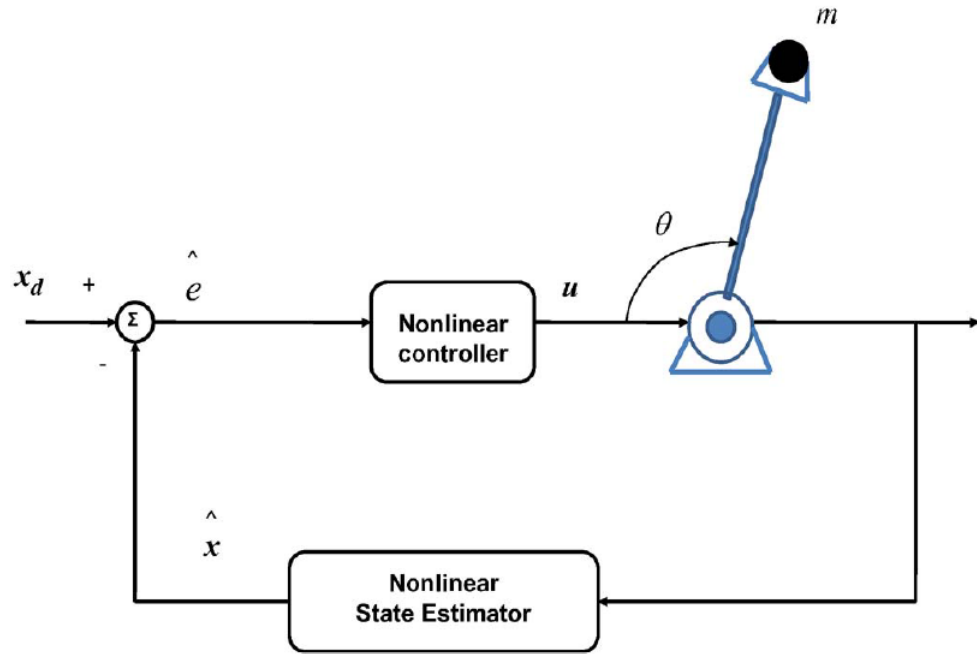 m
θ
x_d + ^
e
u
Σ
Nonlinear
controller
-
^
x
Nonlinear
State Estimator